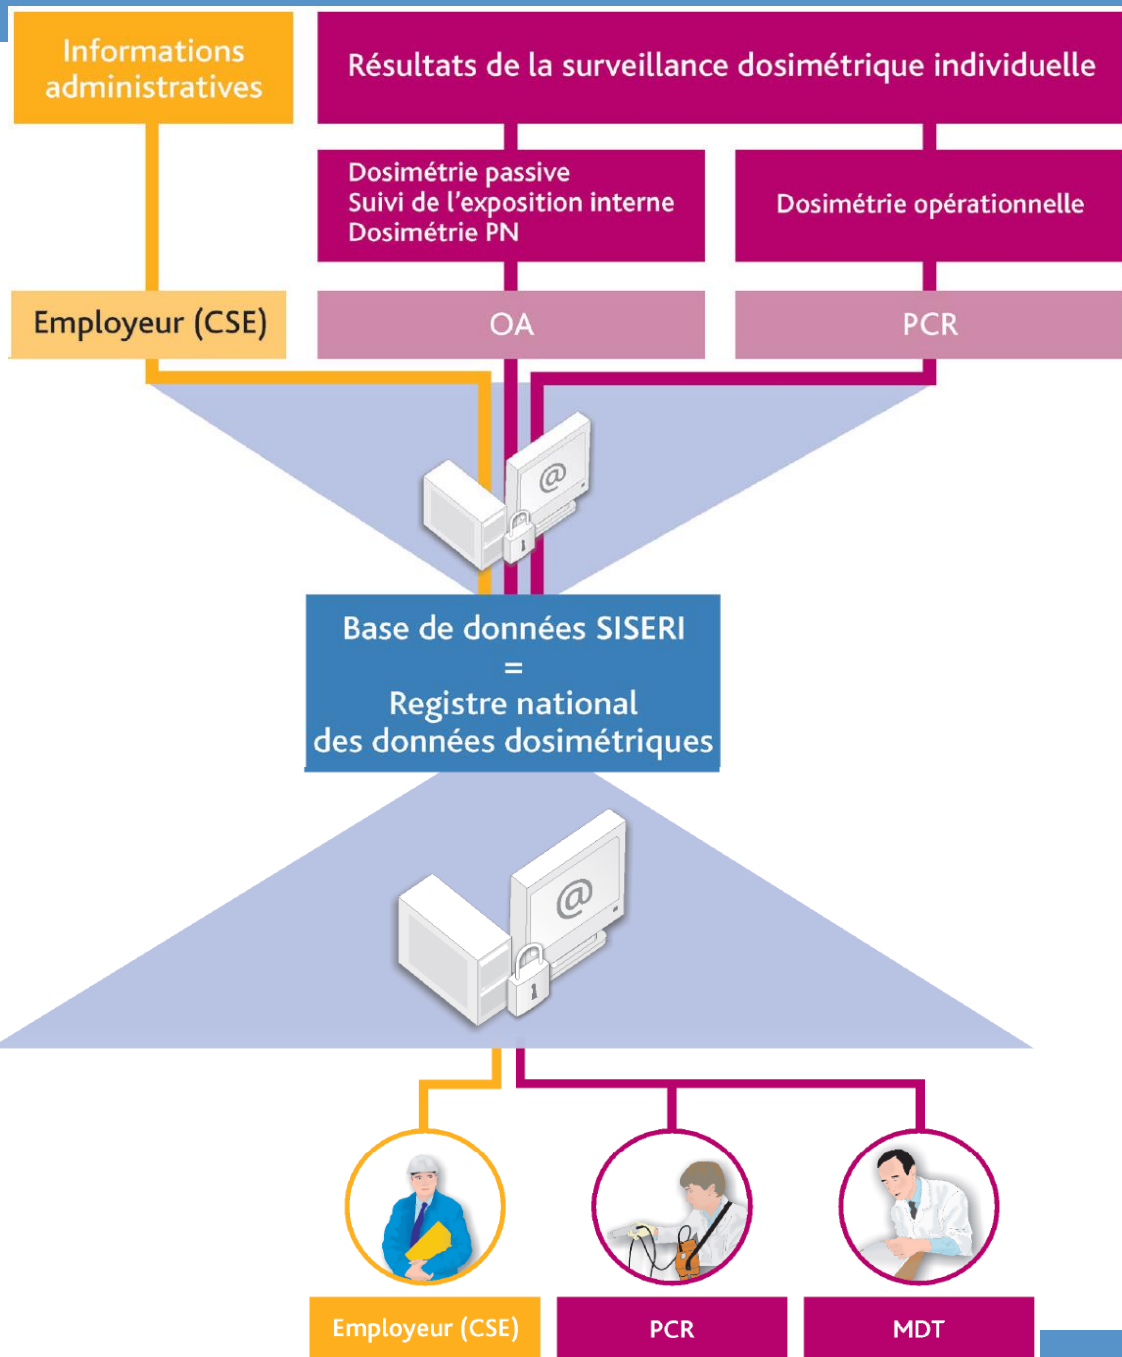 Informations
administratives
Résultats de la surveillance dosimétrique individuelle
Dosimétrie passive
Suivi de l'exposition interne
Dosimétrie PN
Dosimétrie opérationnelle
Employeur (CSE)
OA
PCR
@
Base de données SISERI
=
Registre national
des données dosimétriques
@
Employeur (CSE)
PCR
MDT